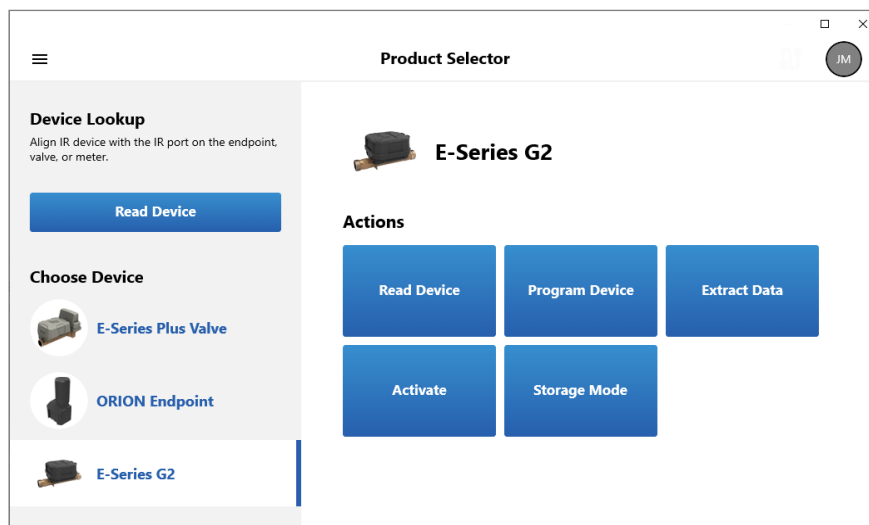 Product Selector
JM
Device Lookup
Align IR device with the IR port on the endpoint,
valve, or meter.
Read Device
Choose Device
E-Series Plus Valve
ORION Endpoint
E-Series G2
E-Series G2
Actions
Read Device
Program Device
Extract Data
Activate
Storage Mode